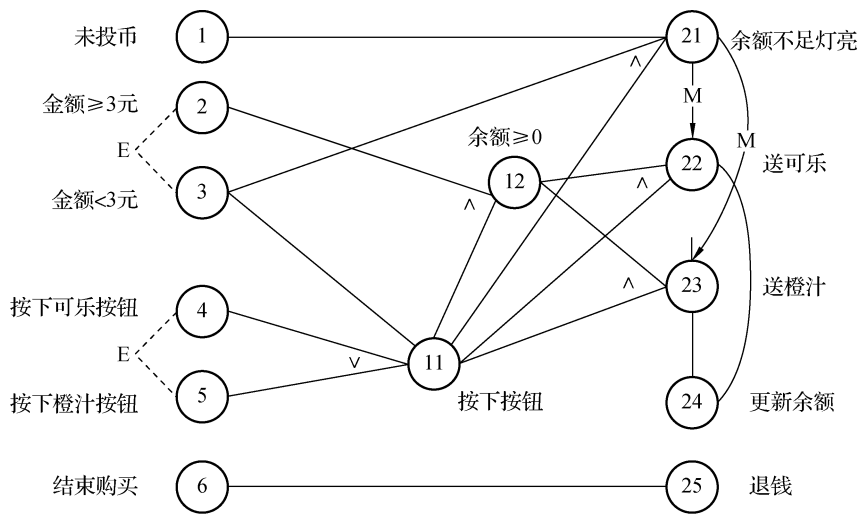 未投币 1 21 余额不足灯亮
金额≥3元 2 M
E 余额≥0 M
金额<3元 3 12 22 送可乐
∧
∧
∧
∧
按下可乐按钮 4 23 送橙汁
E ∨ 11
按下橙汁按钮 5 按下按钮 24 更新余额
结束购买 6 25 退钱